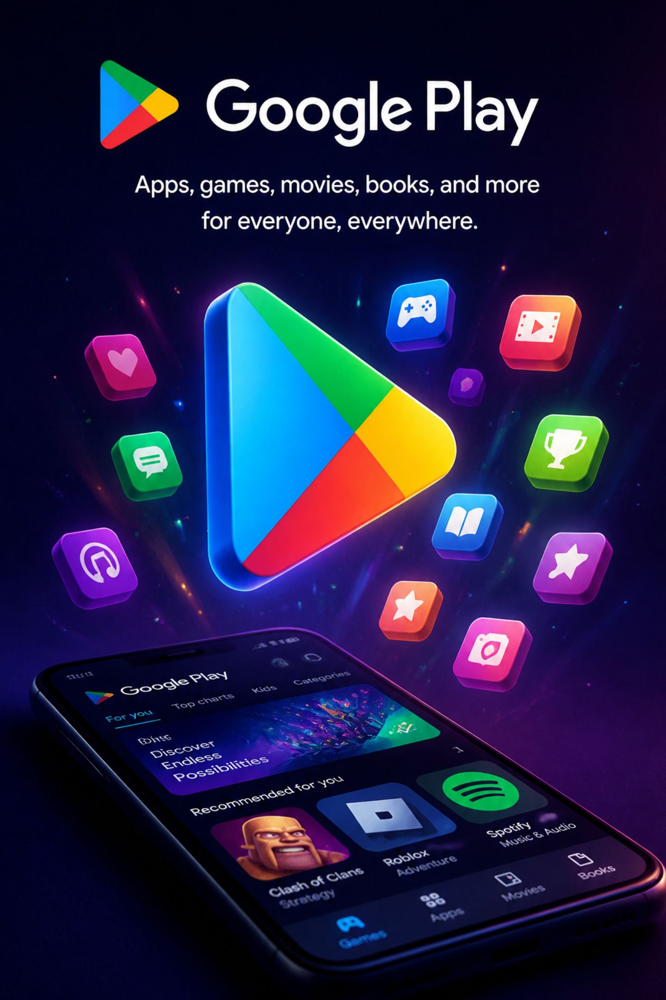 Google Play
Apps, games, movies, books, and more
for everyone, everywhere.
Google Play
For you
Top charts
Kids
Categories
Discover
Endless
Possibilities
Recommended for you
Clash of Clans
Strategy
Roblox
Adventure
Spotify
Music & Audio
Games
Apps
Movies
Books